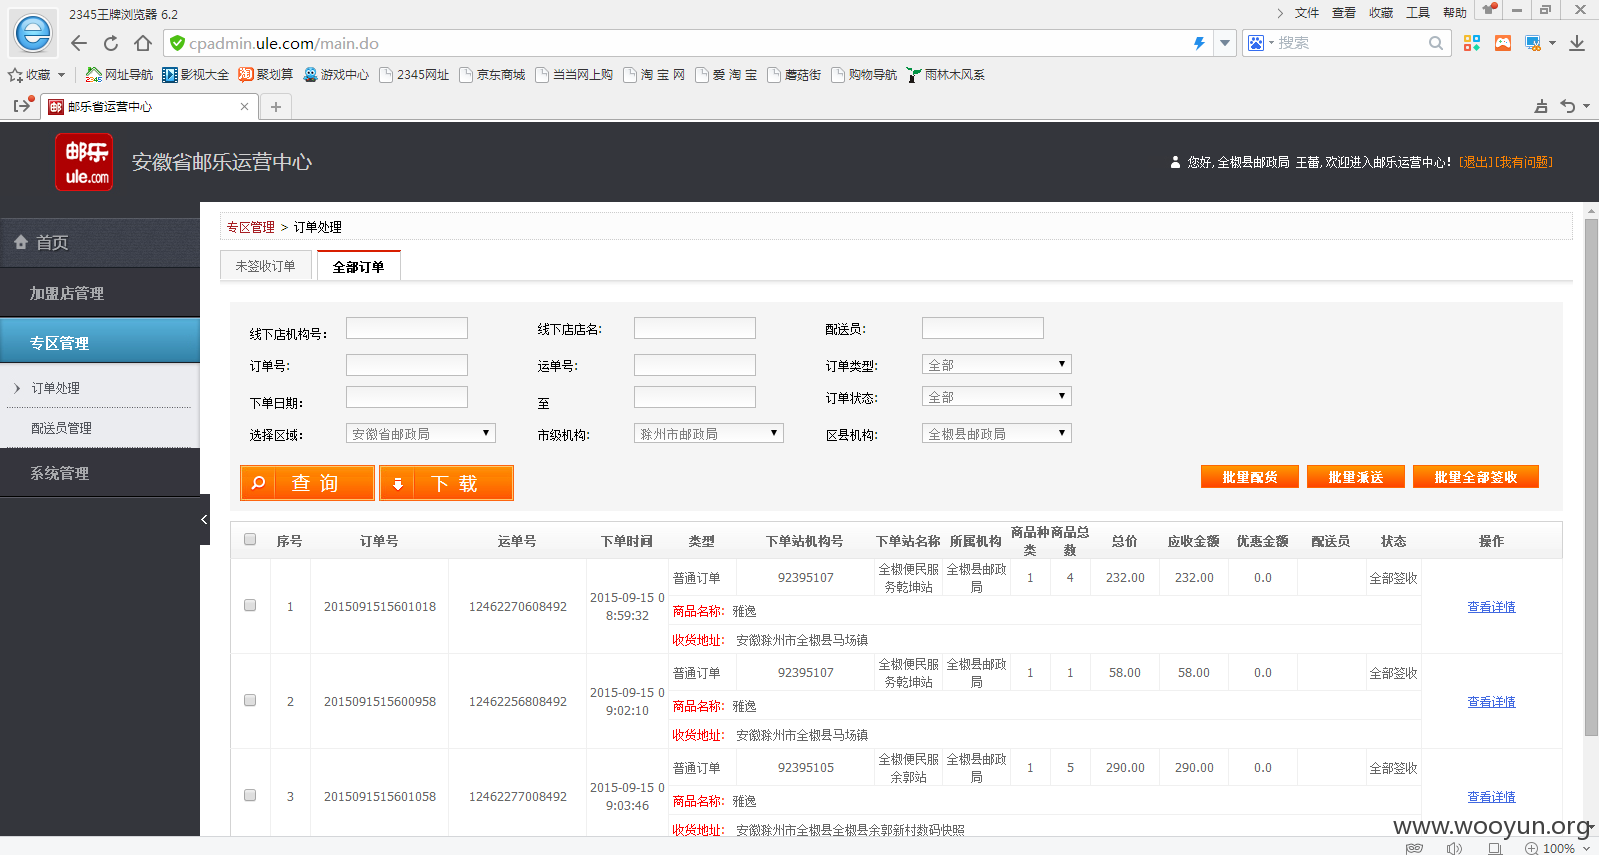 2345王牌浏览器 6.2
文件 查看 收藏 工具 帮助
cpadmin.ule.com/main.do
搜索
收藏 网址导航 影视大全 聚划算 游戏中心 2345网址 京东商城 当当网上购 淘 宝 网 爱 淘 宝 蘑菇街 购物导航 雨林木风系
邮乐省运营中心
邮乐
ule.com
安徽省邮乐运营中心
您好, 全椒县邮政局 王蕾, 欢迎进入邮乐运营中心! [退出][我有问题]
首页
加盟店管理
专区管理
订单处理
配送员管理
系统管理
专区管理 > 订单处理
未签收订单 全部订单
线下店机构号: 线下店店名: 配送员:
订单号: 运单号: 订单类型: 全部
下单日期: 至 订单状态: 全部
选择区域: 安徽省邮政局 市级机构: 滁州市邮政局 区县机构: 全椒县邮政局
查 询 下 载 批量配货 批量派送 批量全部签收
序号 订单号 运单号 下单时间 类型 下单站机构号 下单站名称 所属机构 商品种类 商品总数 总价 应收金额 优惠金额 配送员 状态 操作
1 2015091515601018 12462270608492 2015-09-15 08:59:32 普通订单 92395107 全椒便民服务乾坤站 全椒县邮政局 1 4 232.00 232.00 0.0 全部签收 查看详情
商品名称: 雅逸
收货地址: 安徽滁州市全椒县马场镇
2 2015091515600958 12462256808492 2015-09-15 09:02:10 普通订单 92395107 全椒便民服务乾坤站 全椒县邮政局 1 1 58.00 58.00 0.0 全部签收 查看详情
商品名称: 雅逸
收货地址: 安徽滁州市全椒县马场镇
3 2015091515601058 12462277008492 2015-09-15 09:03:46 普通订单 92395105 全椒便民服务余郭站 全椒县邮政局 1 5 290.00 290.00 0.0 全部签收 查看详情
商品名称: 雅逸
收货地址: 安徽滁州市全椒县全椒县余郭新村数码快照
www.wooyun.org
100%